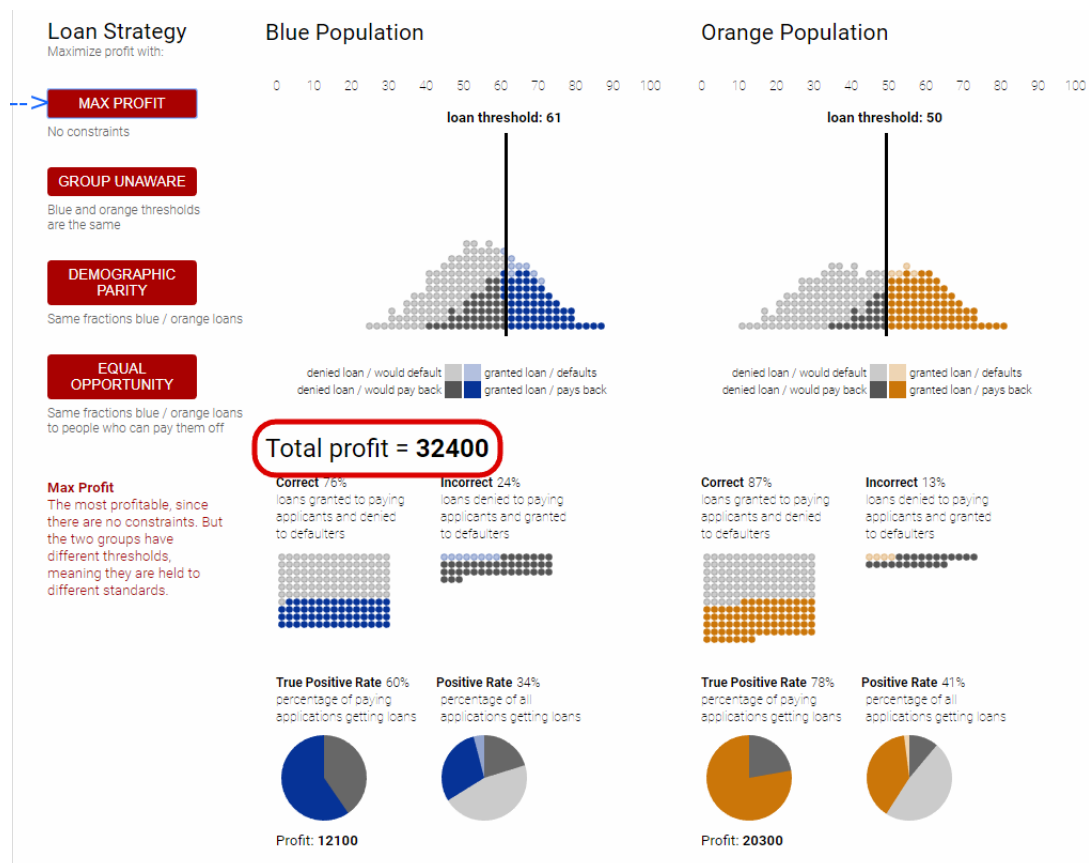 Loan Strategy
Maximize profit with:
MAX PROFIT
No constraints
GROUP UNAWARE
Blue and orange thresholds
are the same
DEMOGRAPHIC
PARITY
Same fractions blue / orange loans
EQUAL
OPPORTUNITY
Same fractions blue / orange loans
to people who can pay them off
Max Profit
The most profitable, since
there are no constraints. But
the two groups have
different thresholds,
meaning they are held to
different standards.
Blue Population
0 10 20 30 40 50 60 70 80 90 100
loan threshold: 61
denied loan / would default
granted loan / defaults
denied loan / would pay back
granted loan / pays back
Total profit = 32400
Correct 76%
loans granted to paying
applicants and denied
to defaulters
Incorrect 24%
loans denied to paying
applicants and granted
to defaulters
True Positive Rate 60%
percentage of paying
applications getting loans
Positive Rate 34%
percentage of all
applications getting loans
Profit: 12100
Orange Population
0 10 20 30 40 50 60 70 80 90 100
loan threshold: 50
denied loan / would default
granted loan / defaults
denied loan / would pay back
granted loan / pays back
Correct 87%
loans granted to paying
applicants and denied
to defaulters
Incorrect 13%
loans denied to paying
applicants and granted
to defaulters
True Positive Rate 78%
percentage of paying
applications getting loans
Positive Rate 41%
percentage of all
applications getting loans
Profit: 20300